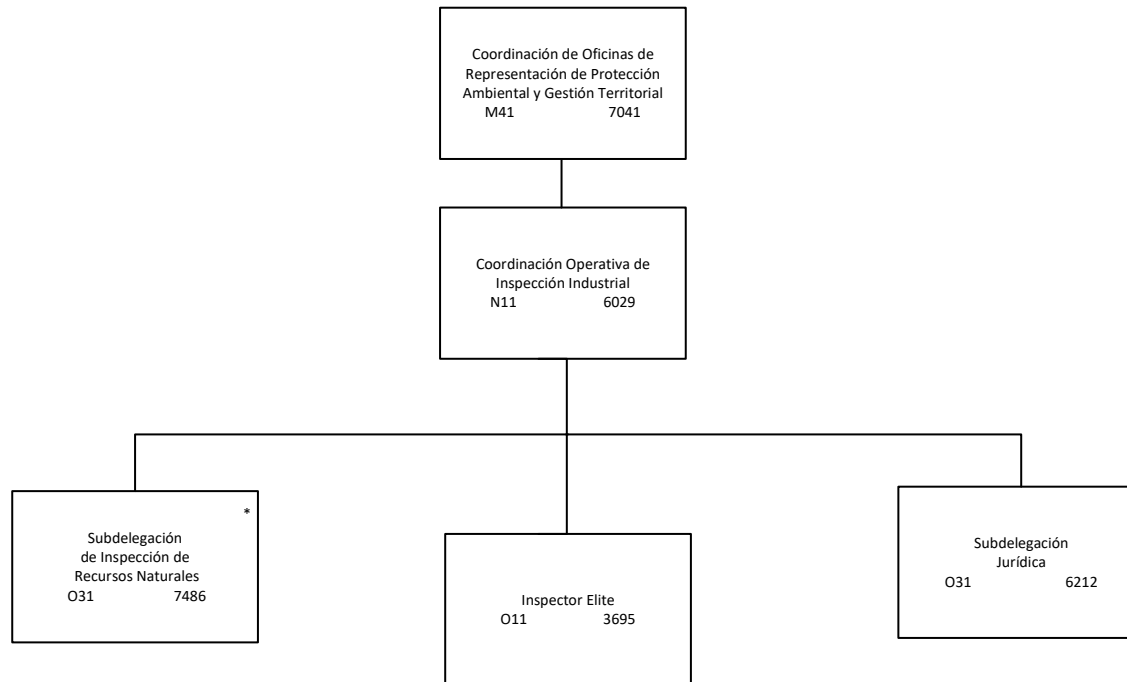 Coordinación de Oficinas de
Representación de Protección
Ambiental y Gestión Territorial
M41 7041
Coordinación Operativa de
Inspección Industrial
N11 6029
*
Subdelegación
de Inspección de
Recursos Naturales
O31 7486
Inspector Elite
O11 3695
Subdelegación
Jurídica
O31 6212